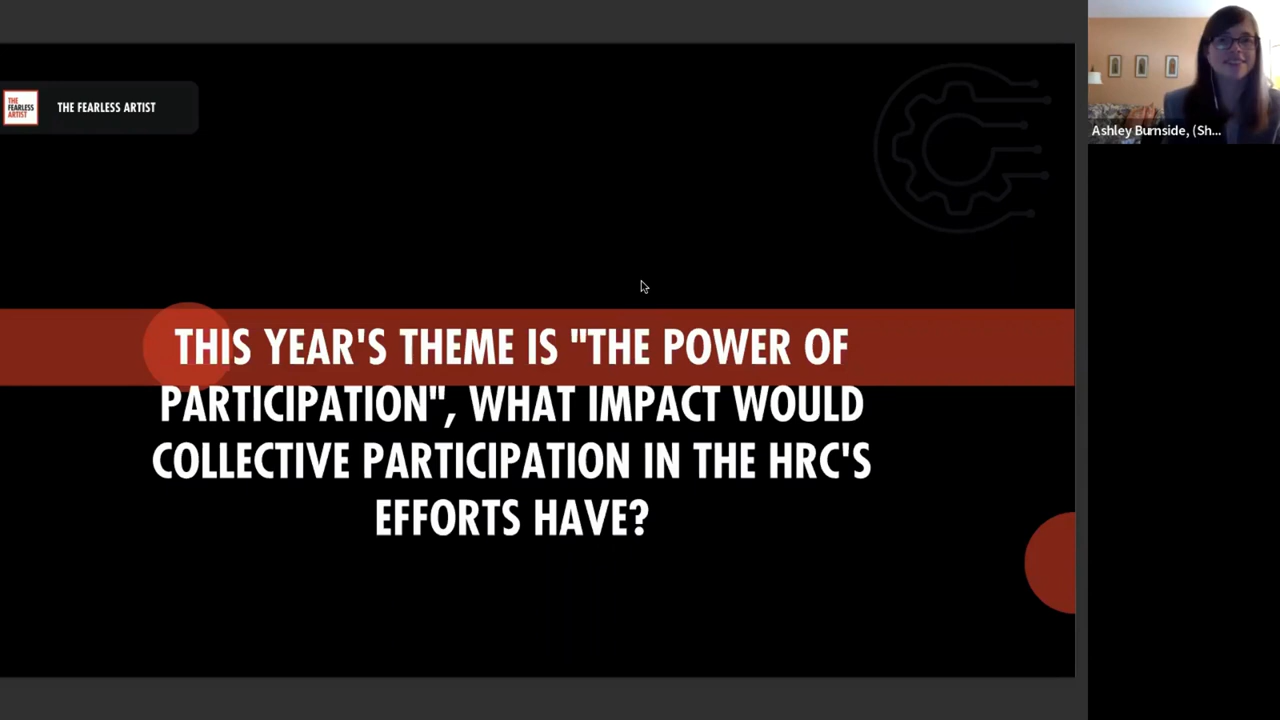 THE
FEARLESS
ARTIST
THE FEARLESS ARTIST
THIS YEAR'S THEME IS "THE POWER OF
PARTICIPATION", WHAT IMPACT WOULD
COLLECTIVE PARTICIPATION IN THE HRC'S
EFFORTS HAVE?
Ashley Burnside, (Sh...